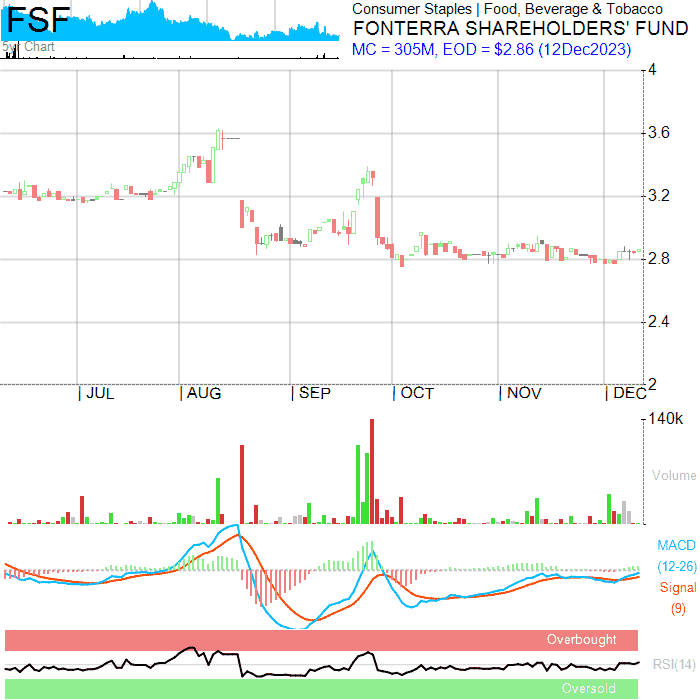 FSF
5yr Chart
Consumer Staples | Food, Beverage & Tobacco
FONTERRA SHAREHOLDERS' FUND
MC = 305M, EOD = $2.86 (12Dec2023)
4
3.6
3.2
2.8
2.4
2
| JUL | AUG | SEP | OCT | NOV | DEC
140k
Volume
MACD
(12-26)
Signal
(9)
Overbought
RSI(14)
Oversold